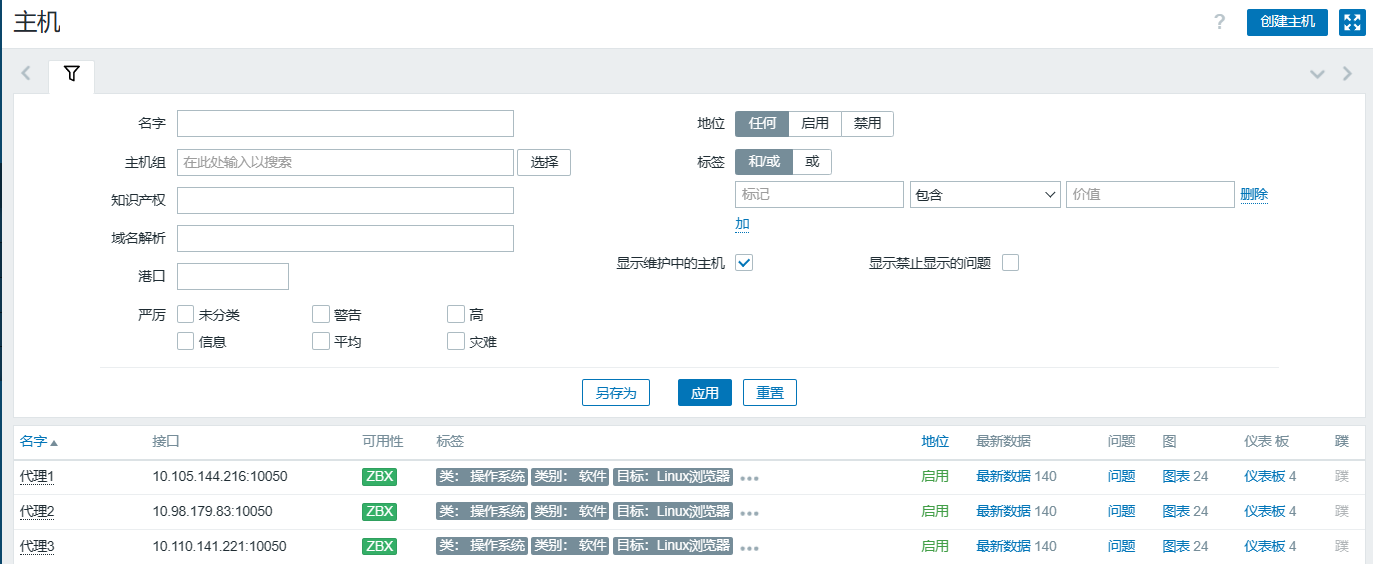 主机
? 创建主机
名字
地位 任何 启用 禁用
主机组 在此处输入以搜索 选择
标签 和/或 或
知识产权
标记 包含 价值 删除
加
域名解析
港口
显示维护中的主机 显示禁止显示的问题
严厉 未分类 警告 高
信息 平均 灾难
另存为 应用 重置
名字 接口 可用性 标签 地位 最新数据 问题 图 仪表 板 蹼
代理1 10.105.144.216:10050 ZBX 类: 操作系统 类别: 软件 目标: Linux浏览器 ••• 启用 最新数据 140 问题 图表 24 仪表板 4 蹼
代理2 10.98.179.83:10050 ZBX 类: 操作系统 类别: 软件 目标: Linux浏览器 ••• 启用 最新数据 140 问题 图表 24 仪表板 4 蹼
代理3 10.110.141.221:10050 ZBX 类: 操作系统 类别: 软件 目标: Linux浏览器 ••• 启用 最新数据 140 问题 图表 24 仪表板 4 蹼